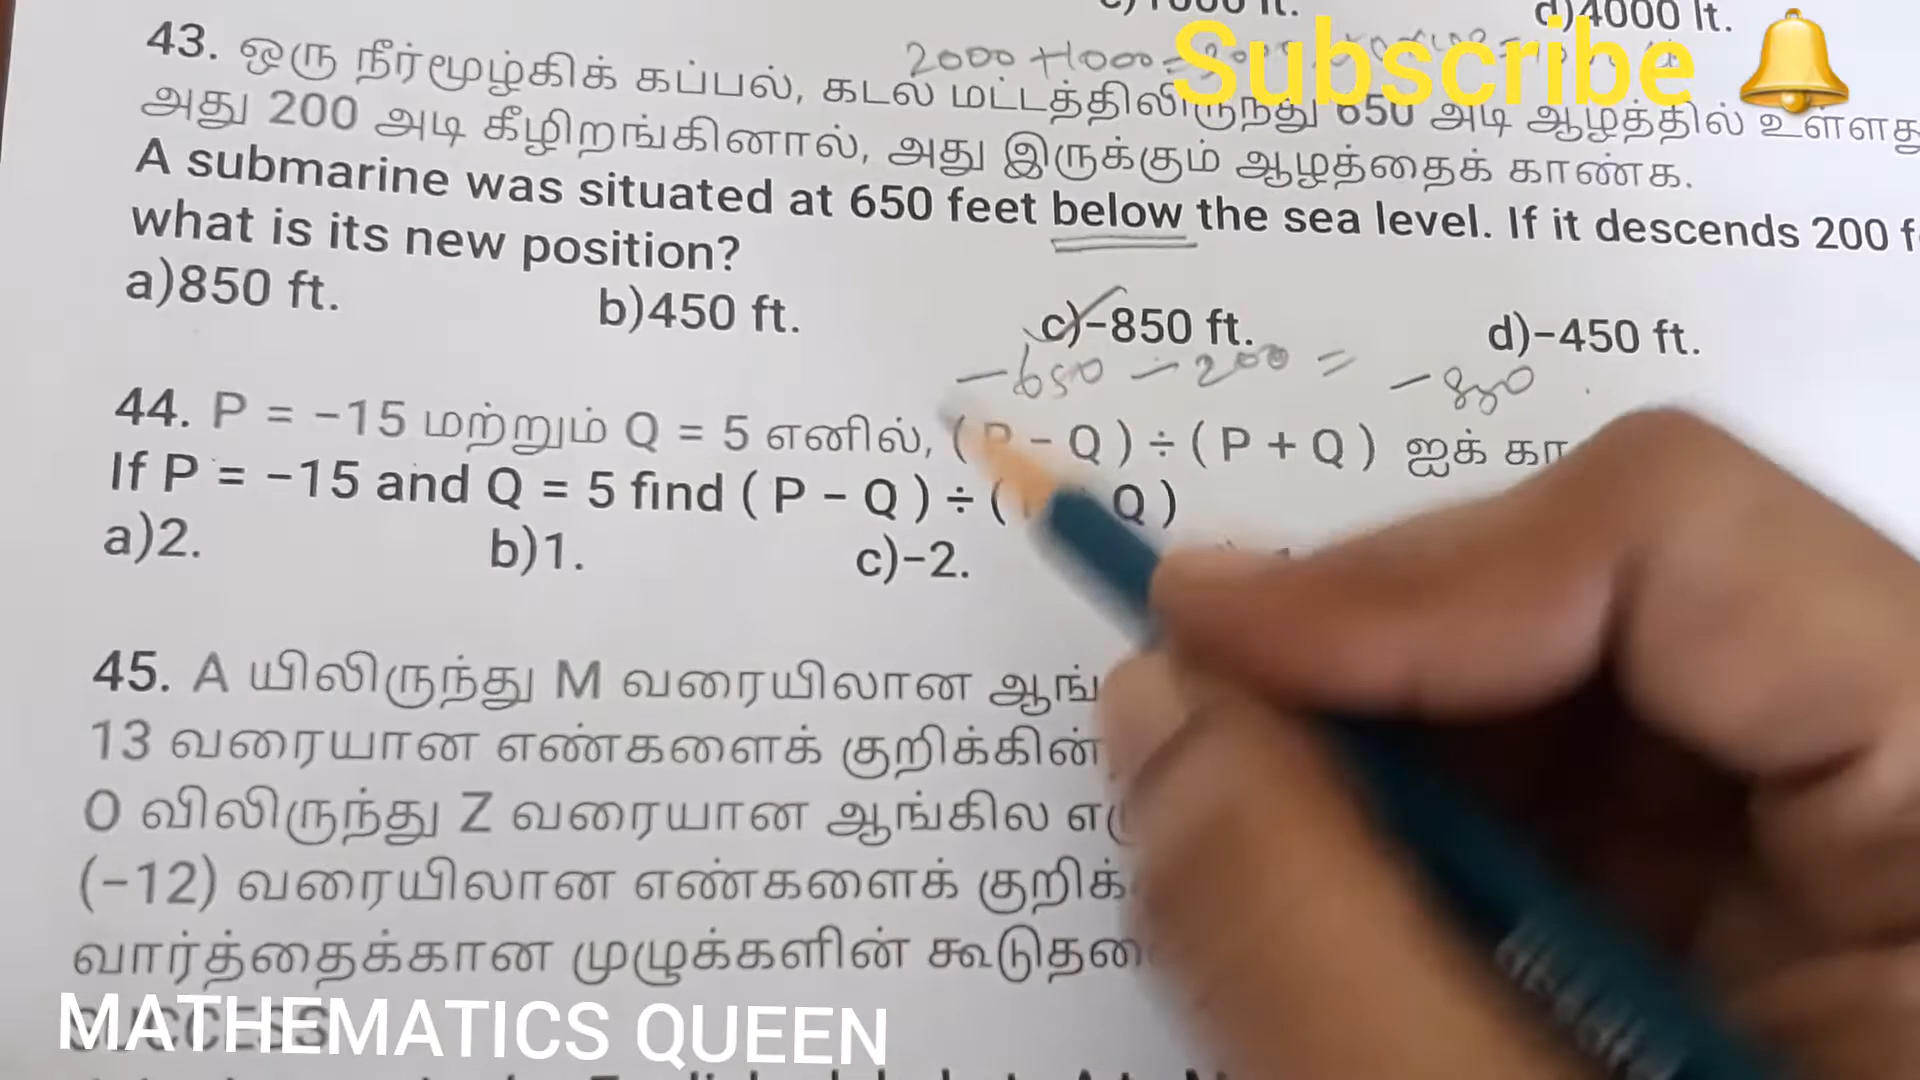 d)4000 lt.
2000 +1000 =
Subscribe
43. ஒரு நீர்மூழ்கிக் கப்பல், கடல் மட்டத்திலிருந்து 650 அடி ஆழத்தில் உள்ளது
அது 200 அடி கீழிறங்கினால், அது இருக்கும் ஆழத்தைக் காண்க.
A submarine was situated at 650 feet below the sea level. If it descends 200
what is its new position?
a)850 ft. b)450 ft. c)-850 ft. d)-450 ft.
-650 - 200 = -850
44. P = -15 மற்றும் Q = 5 எனில், (P - Q) ÷ (P + Q) ஐக்
If P = -15 and Q = 5 find (P - Q) ÷ ( Q)
a)2. b)1. c)-2.
45. A யிலிருந்து M வரையிலான
13 வரையான எண்களைக்
O விலிருந்து Z வரையான ஆங்கில
(-12) வரையிலான எண்களைக்
வார்த்தைக்கான முழுக்களின்
MATHEMATICS QUEEN